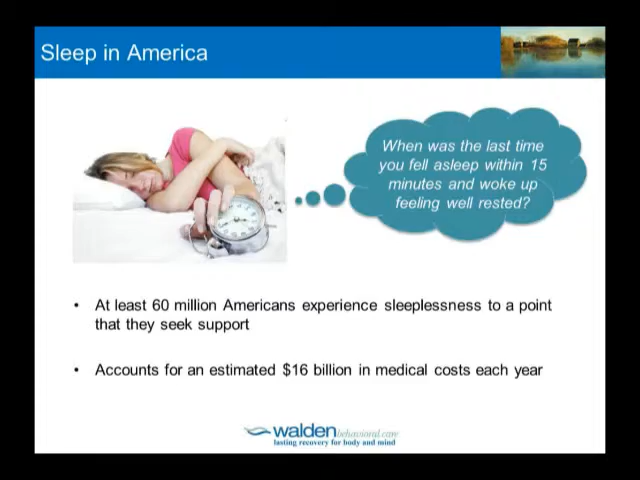 Sleep in America
When was the last time
you fell asleep within 15
minutes and woke up
feeling well rested?
• At least 60 million Americans experience sleeplessness to a point
that they seek support
• Accounts for an estimated $16 billion in medical costs each year
walden behavioral care
lasting recovery for body and mind